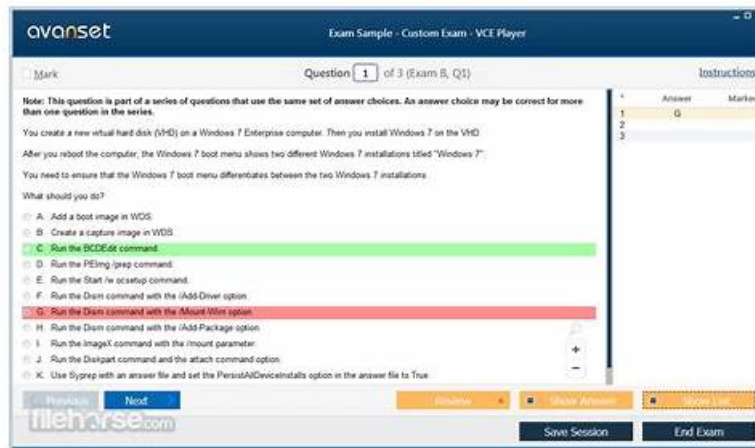 avanset
Exam Sample - Custom Exam - VCE Player
Mark
Question 1 of 3 (Exam B, Q1)
Instructions
Note: This question is part of a series of questions that use the same set of answer choices. An answer choice may be correct for more
than one question in the series.
You create a new virtual hard disk (VHD) on a Windows 7 Enterprise computer. Then you install Windows 7 on the VHD.
After you reboot the computer, the Windows 7 boot menu shows two different Windows 7 installations titled "Windows 7".
You need to ensure that the Windows 7 boot menu differentiates between the two Windows 7 installations.
What should you do?
A. Add a boot image in WDS.
B. Create a capture image in WDS.
C. Run the BCDEdit command.
D. Run the PEImg /prep command.
E. Run the Start /w ocsetup command.
F. Run the Dism command with the /Add-Driver option.
G. Run the Dism command with the /Mount-Wim option.
H. Run the Dism command with the /Add-Package option.
I. Run the ImageX command with the /mount parameter.
J. Run the Diskpart command and the attach command option.
K. Use Sysprep with an answer file and set the PersistAllDeviceInstalls option in the answer file to True
* Answer Marked
1 G
2
3
+
−
Previous
Next
Review
Show Answer
Show List
filehorse.com
Save Session
End Exam